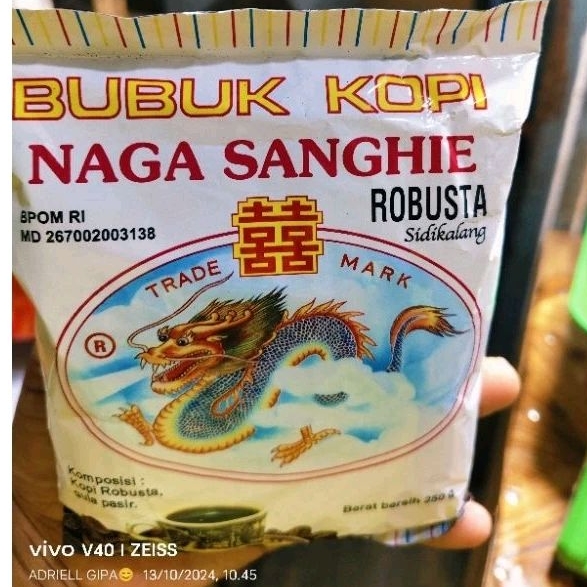 BUBUK KOPI
NAGA SANGHIE
ROBUSTA
Sidikalang
BPOM RI
MD 267002003138
囍
TRADE MARK
®
Komposisi :
Kopi Robusta,
gula pasir.
Berat bersih 250 g
vivo V40 | ZEISS
ADRIELL GIPA😊 13/10/2024, 10.45